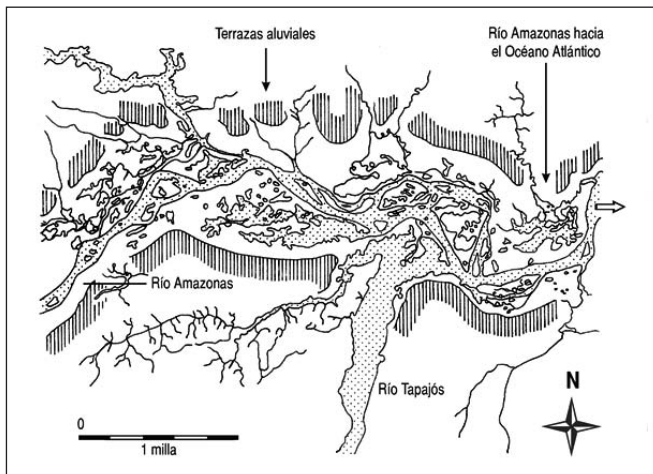 Terrazas aluviales
Río Amazonas hacia
el Océano Atlántico
Río Amazonas
Río Tapajós
N
0
1 milla